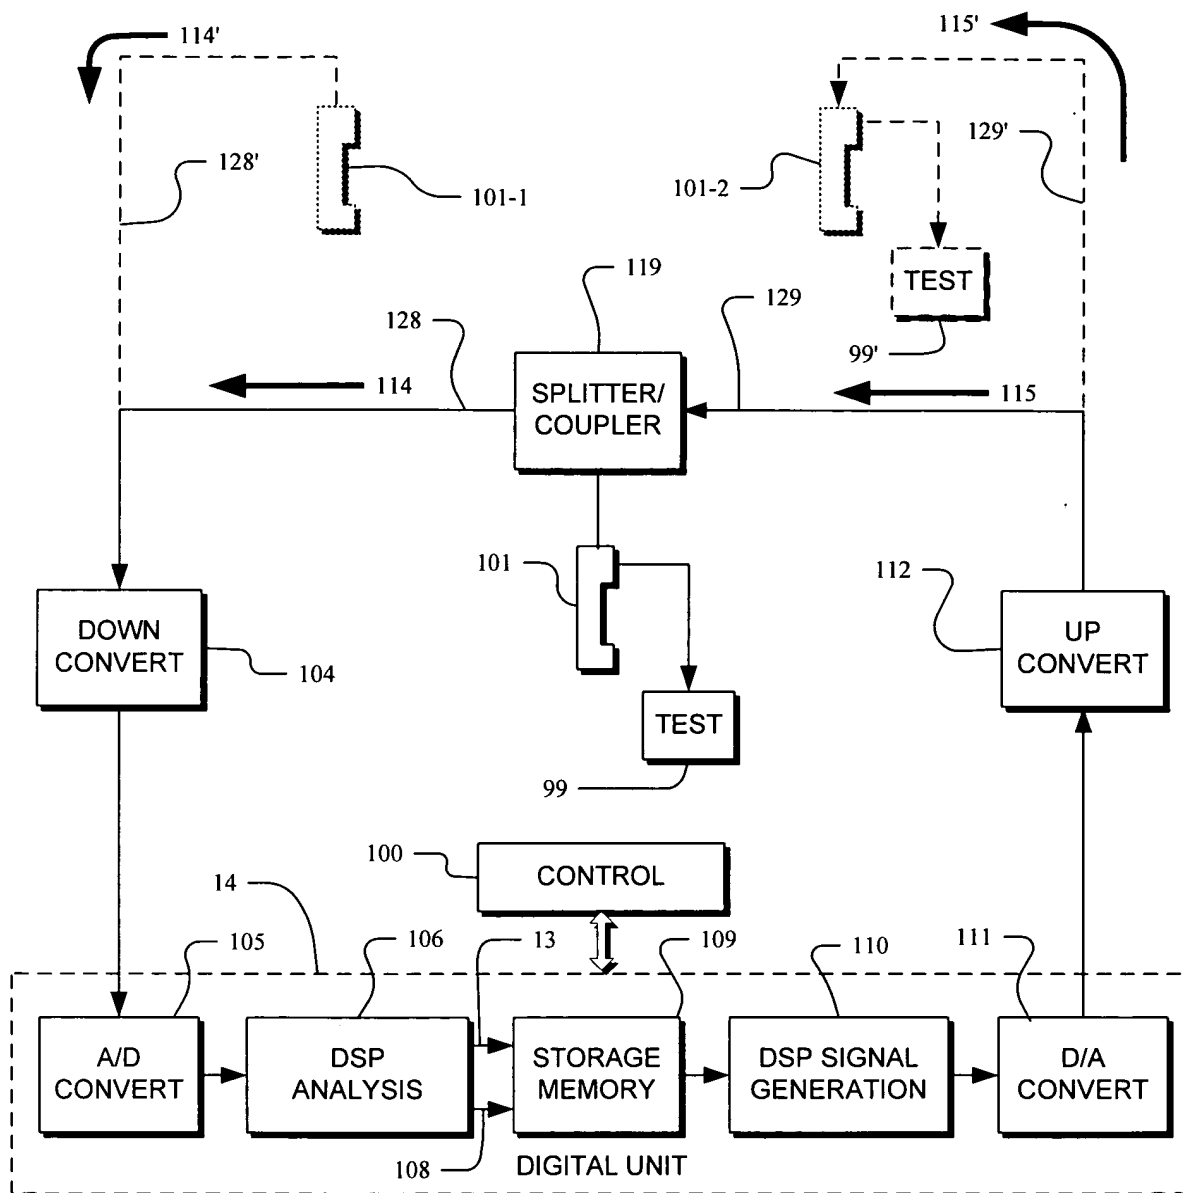 114'
115'
128'
101-1
101-2
129'
TEST
119
128
129
99'
114
115
SPLITTER/
COUPLER
101
112
DOWN
CONVERT
104
UP
CONVERT
TEST
99
100
CONTROL
14
105
106
13
109
110
111
A/D
CONVERT
DSP
ANALYSIS
STORAGE
MEMORY
DSP SIGNAL
GENERATION
D/A
CONVERT
108
DIGITAL UNIT